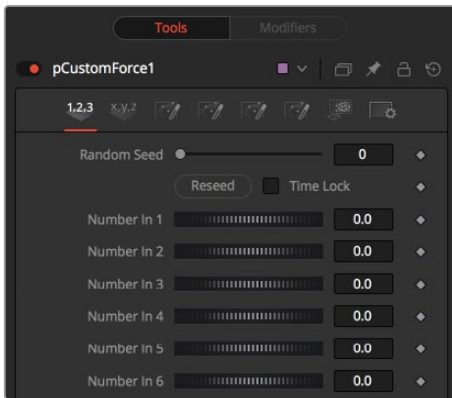 Tools Modifiers
pCustomForce1
1,2,3 x,y,z
Random Seed 0
Reseed Time Lock
Number In 1 0.0
Number In 2 0.0
Number In 3 0.0
Number In 4 0.0
Number In 5 0.0
Number In 6 0.0